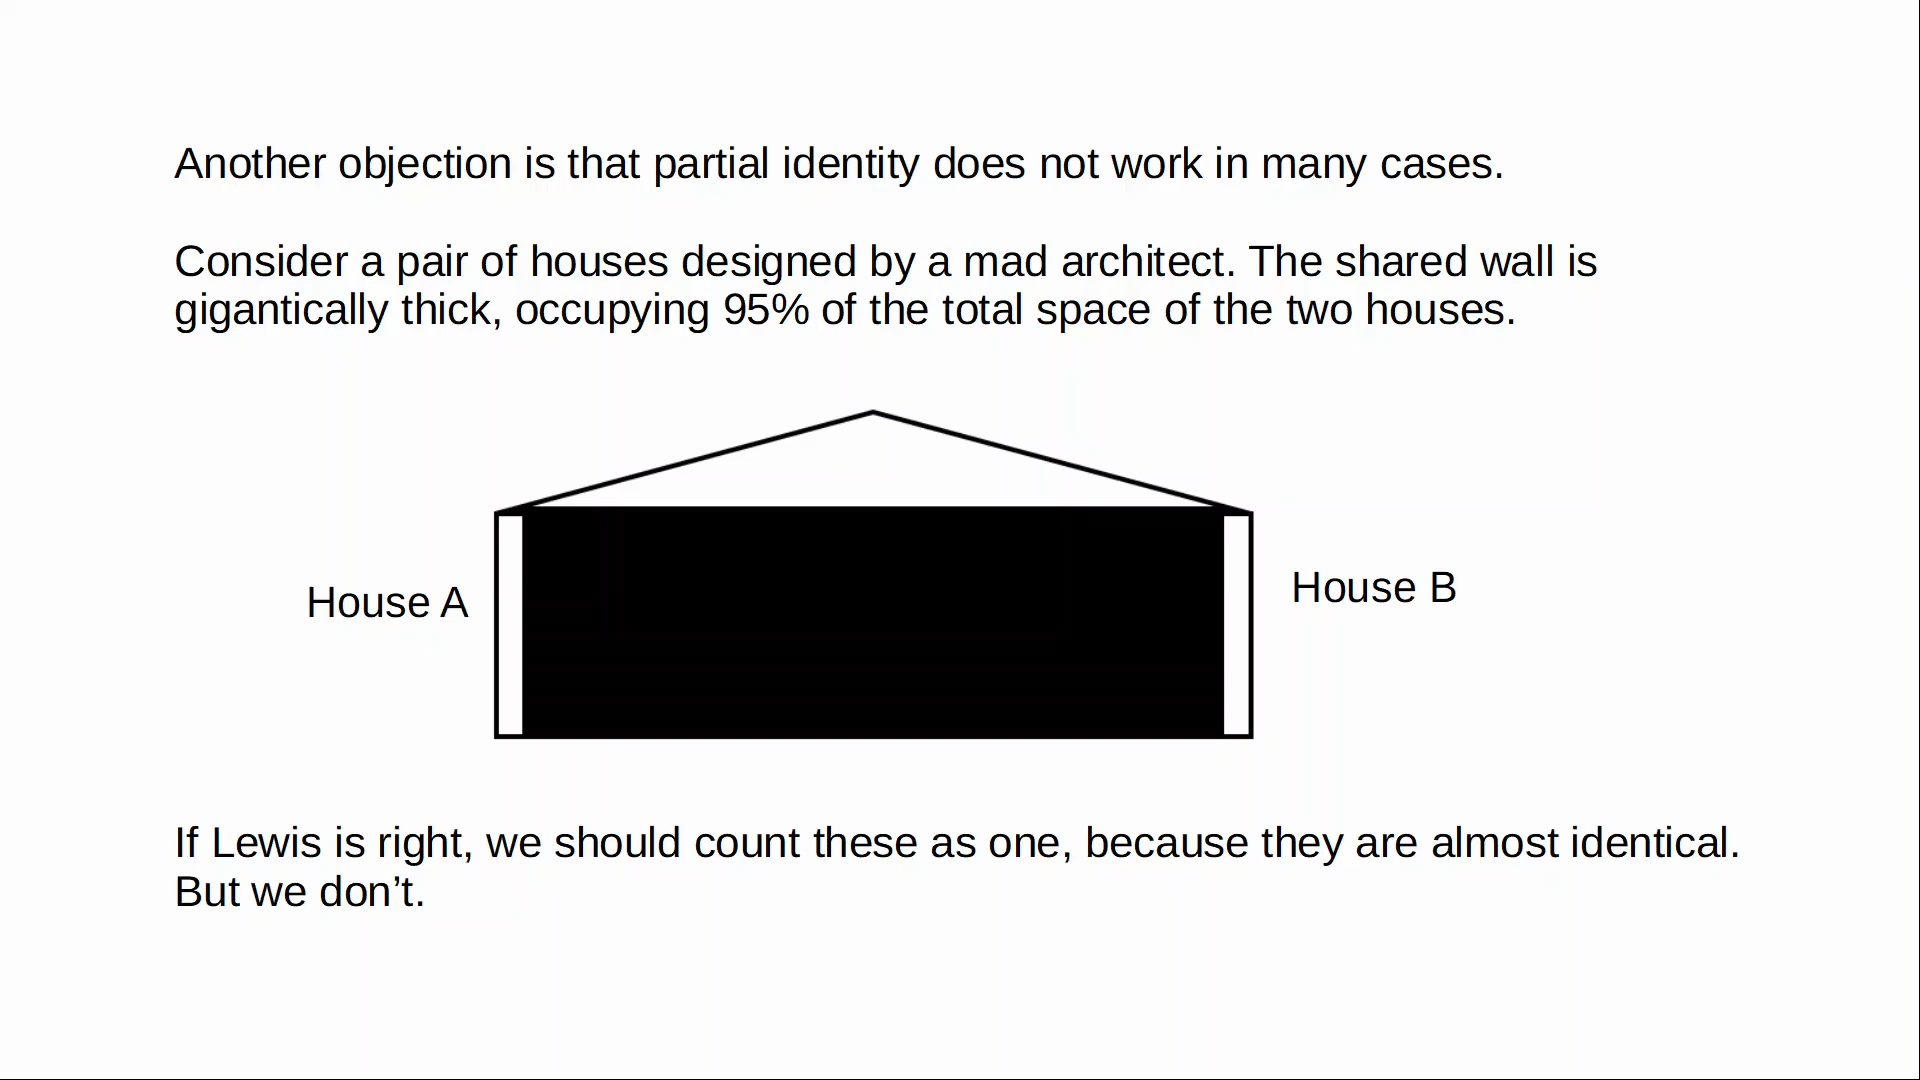 Another objection is that partial identity does not work in many cases.
Consider a pair of houses designed by a mad architect. The shared wall is
gigantically thick, occupying 95% of the total space of the two houses.
House A
House B
If Lewis is right, we should count these as one, because they are almost identical.
But we don’t.